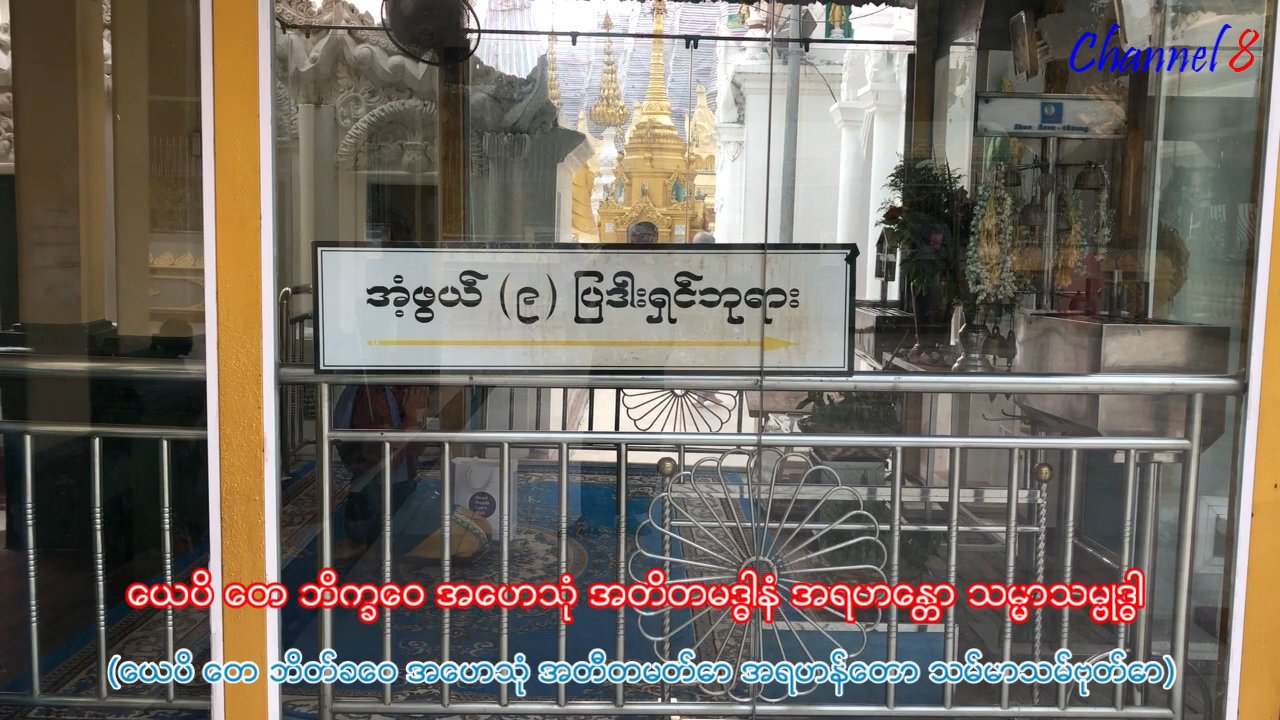 Channel 8
အံ့ဖွယ် (၉) ပြဒါးရှင်ဘုရား
ယေပိ တေ ဘိက္ခဝေ အဟေသုံ အတိတမဒ္ဓါနံ အရဟန္တော သမ္မာသမ္ဗုဒ္ဓါ
(ယေပိ တေ ဘိတ်ခဝေ အဟေသုံ အတီတမတ်ဓာ အရဟန်တော သမ်မာသမ်ဗုတ်ဓာ)